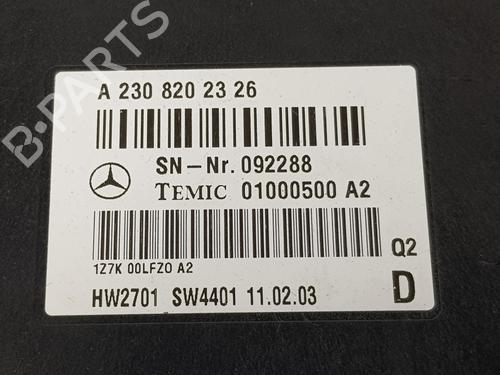 B-PARTS
A 230 820 23 26
SN-Nr. 092288
TEMIC 01000500 A2
Q2
1Z7K 00LFZ0 A2
HW2701 SW4401 11.02.03 D